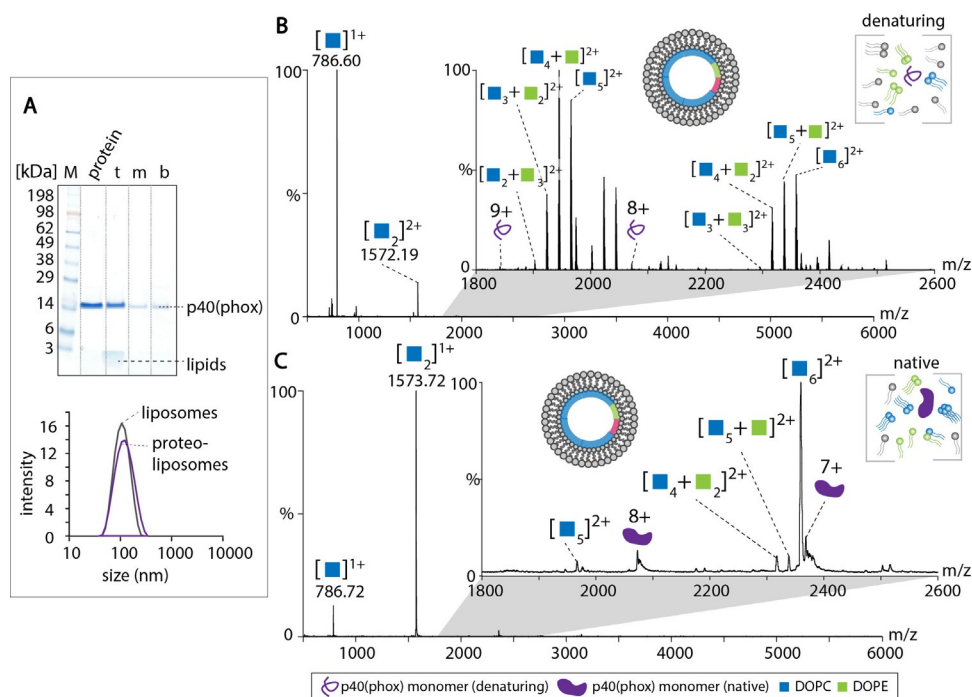 A
[kDa] M protein t m b
198
98
62
49
38
28
14
6
3
p40(phox)
lipids
liposomes
proteo-
liposomes
intensity
16
12
8
4
0
10 100 1000 10000
size (nm)
B
[ ]1+
786.60
100
%
0
[ 2]2+
1572.19
1000 2000 3000 4000 5000 6000 m/z
100
%
0
[ 2+ 3]2+
[ 3+ 2]2+
[ 4+ ]2+
[ 5]2+
9+
8+
[ 3+ 3]2+
[ 4+ 2]2+
[ 5+ ]2+
[ 6]2+
1800 2000 2200 2400 2600
m/z
denaturing
C
[ 2]1+
1573.72
100
%
0
[ ]1+
786.72
1000 2000 3000 4000 5000 6000
m/z
100
%
0
[ 5]2+
8+
[ 4+ 2]2+
[ 5+ ]2+
[ 6]2+
7+
1800 2000 2200 2400 2600
m/z
native
p40(phox) monomer (denaturing) p40(phox) monomer (native) DOPC DOPE